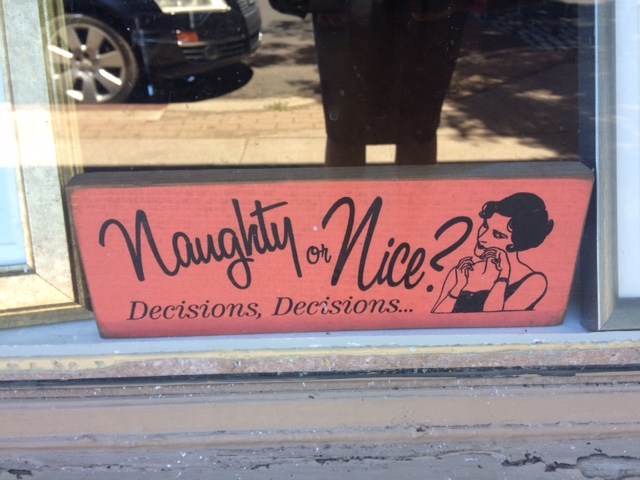 Naughty or Nice?
Decisions, Decisions...